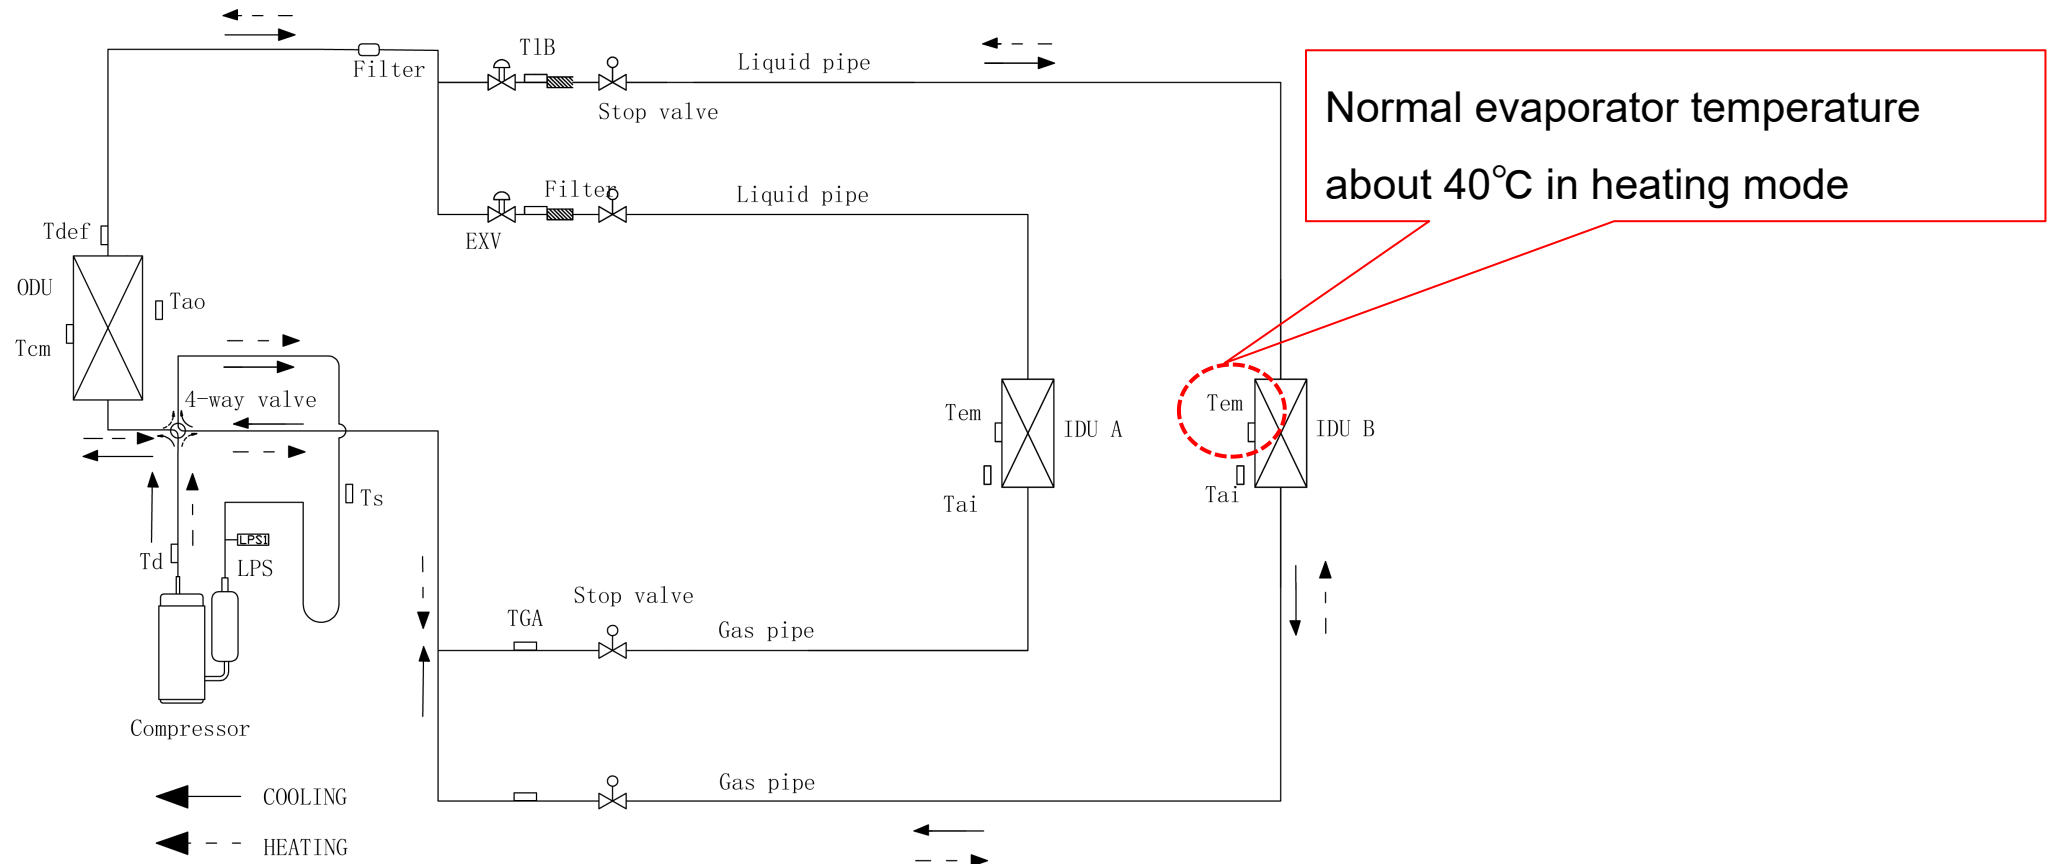 T1B
Filter
Liquid pipe
Stop valve
Normal evaporator temperature
about 40℃ in heating mode
Filter
Liquid pipe
EXV
Tdef
ODU
Tao
Tcm
4-way valve
Tem
IDU A
Tem
IDU B
Ts
Tai
Tai
LPS1
Td
LPS
Stop valve
TGA
Gas pipe
Compressor
Gas pipe
COOLING
HEATING